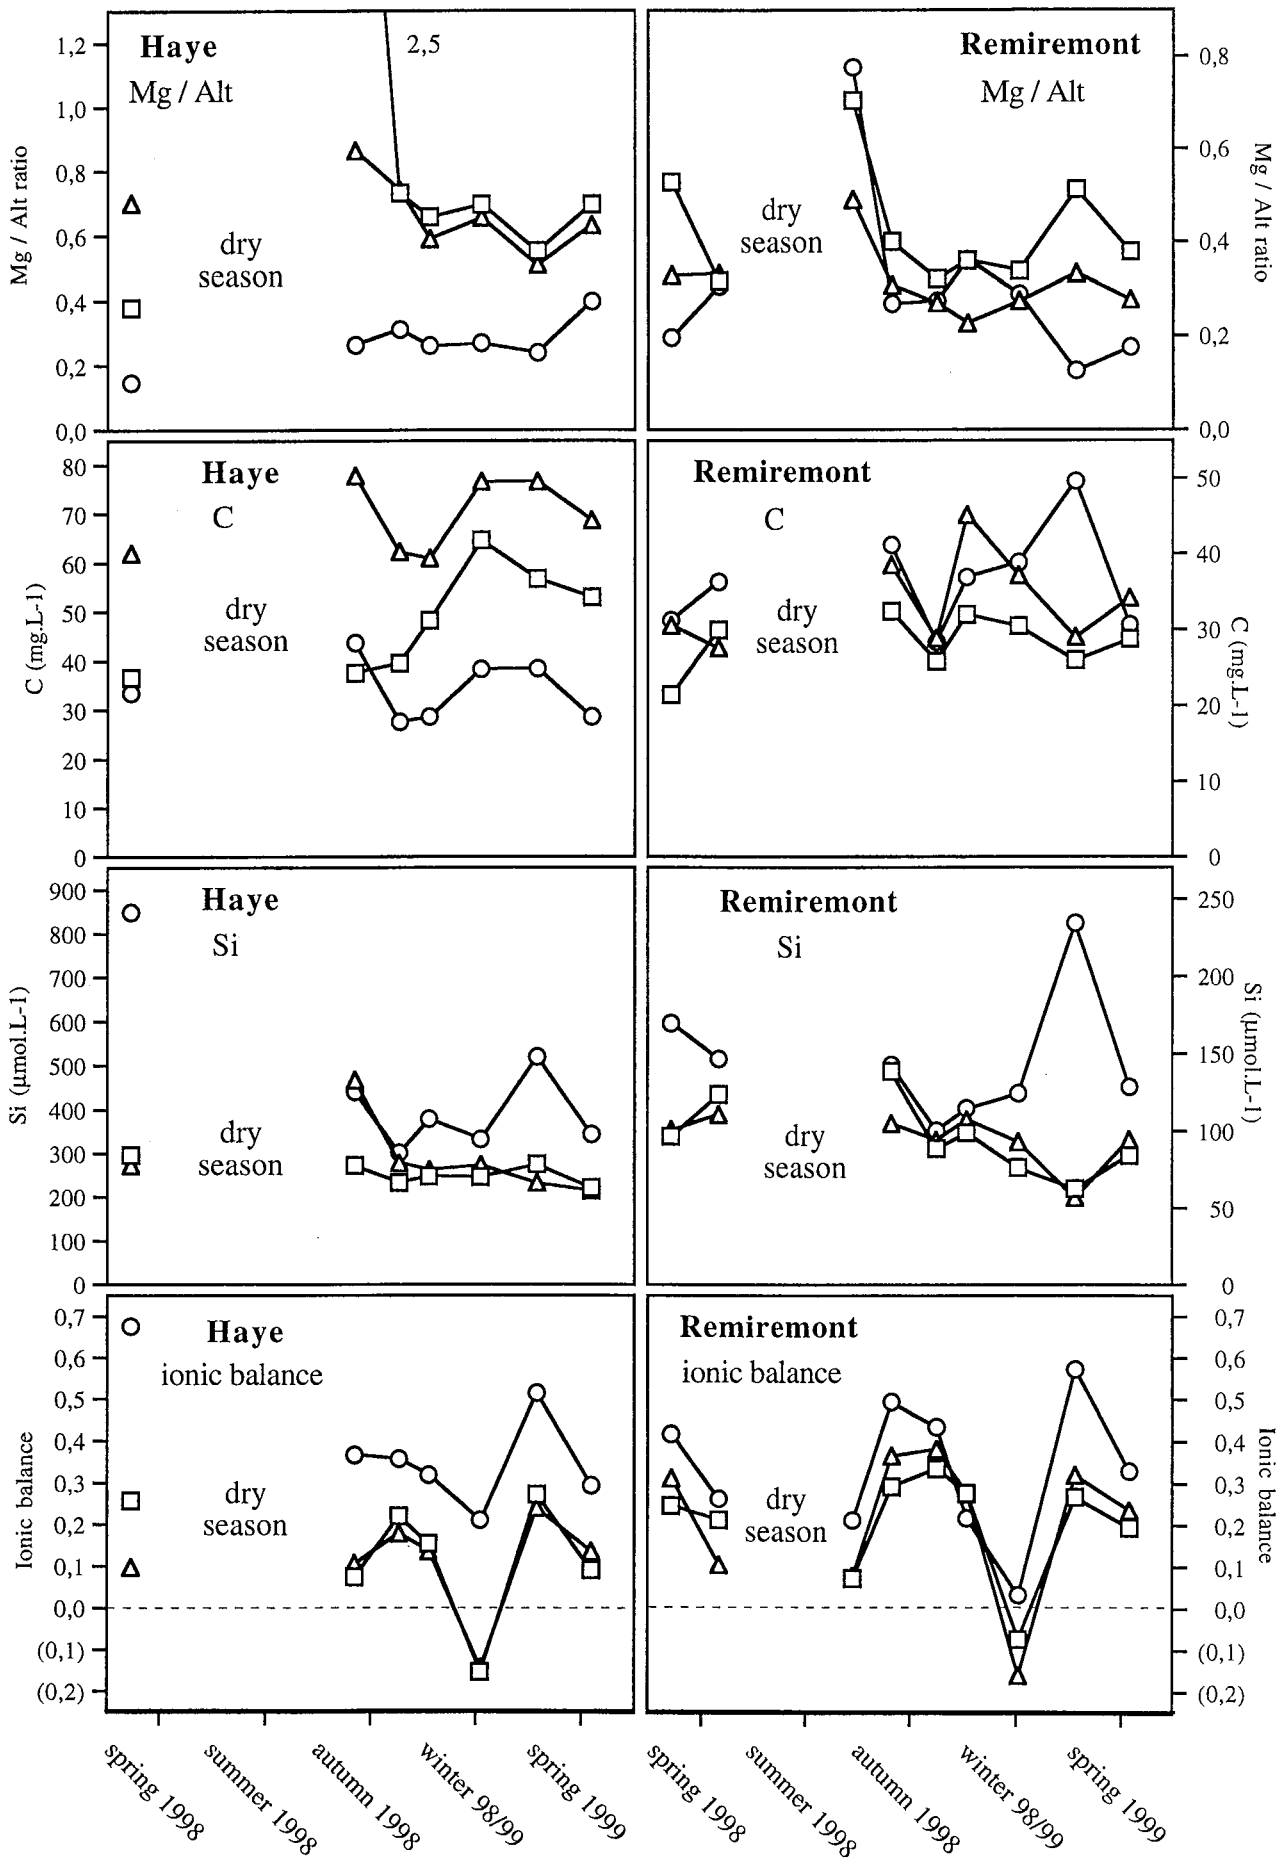 Haye
Mg / Alt
2,5
dry
season
Mg / Alt ratio
1,2
1,0
0,8
0,6
0,4
0,2
0,0
Remiremont
Mg / Alt
dry
season
0,8
0,6
0,4
0,2
0,0
Mg / Alt ratio
Haye
C
dry
season
C (mg.L-1)
80
70
60
50
40
30
20
10
0
Remiremont
C
dry
season
50
40
30
20
10
0
C (mg.L-1)
Haye
Si
dry
season
Si (µmol.L-1)
900
800
700
600
500
400
300
200
100
0
Remiremont
Si
dry
season
250
200
150
100
50
0
Si (µmol.L-1)
Haye
ionic balance
dry
season
Ionic balance
0,7
0,6
0,5
0,4
0,3
0,2
0,1
0,0
(0,1)
(0,2)
Remiremont
ionic balance
dry
season
0,7
0,6
0,5
0,4
0,3
0,2
0,1
0,0
(0,1)
(0,2)
Ionic balance
spring 1998
summer 1998
autumn 1998
winter 98/99
spring 1999
spring 1998
summer 1998
autumn 1998
winter 98/99
spring 1999